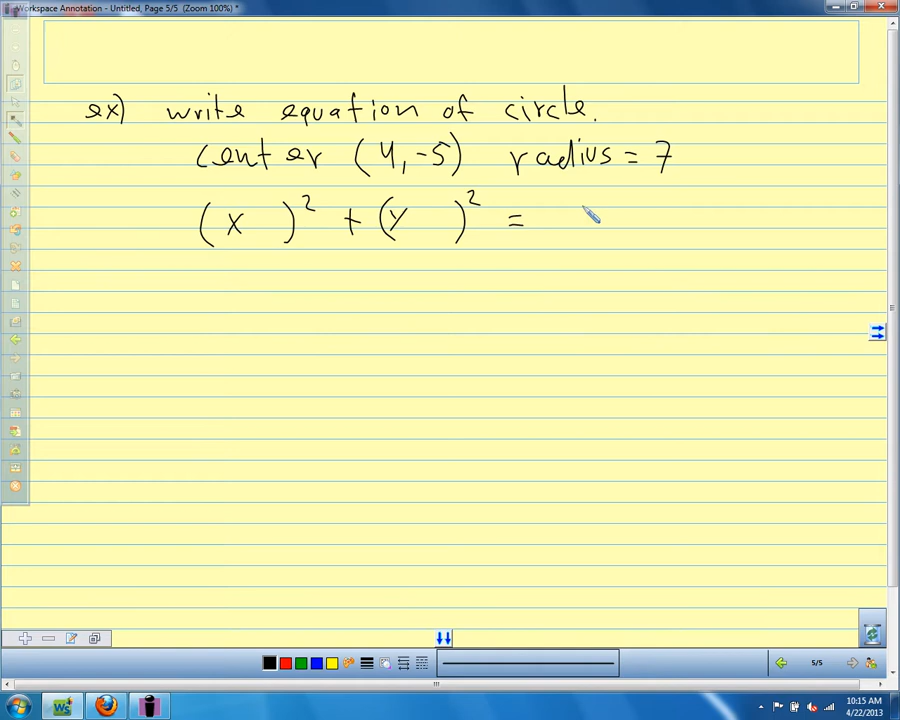 Workspace Annotation - Untitled, Page 5/5 (Zoom 100%) *
ex) write equation of circle.
center (4, -5) radius = 7
(x )² + (y )² =
5/5
10:15 AM
4/22/2013